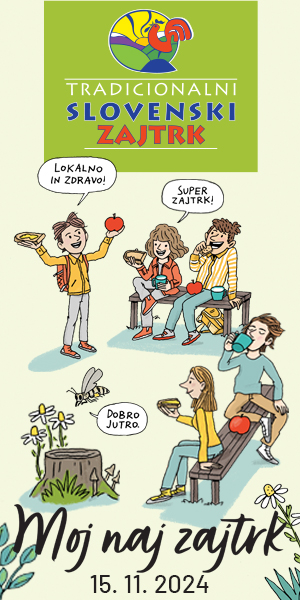 TRADICIONALNI
SLOVENSKI
ZAJTRK
LOKALNO
IN ZDRAVO!
SUPER
ZAJTRK!
DOBRO
JUTRO.
Moj naj zajtrk
15. 11. 2024